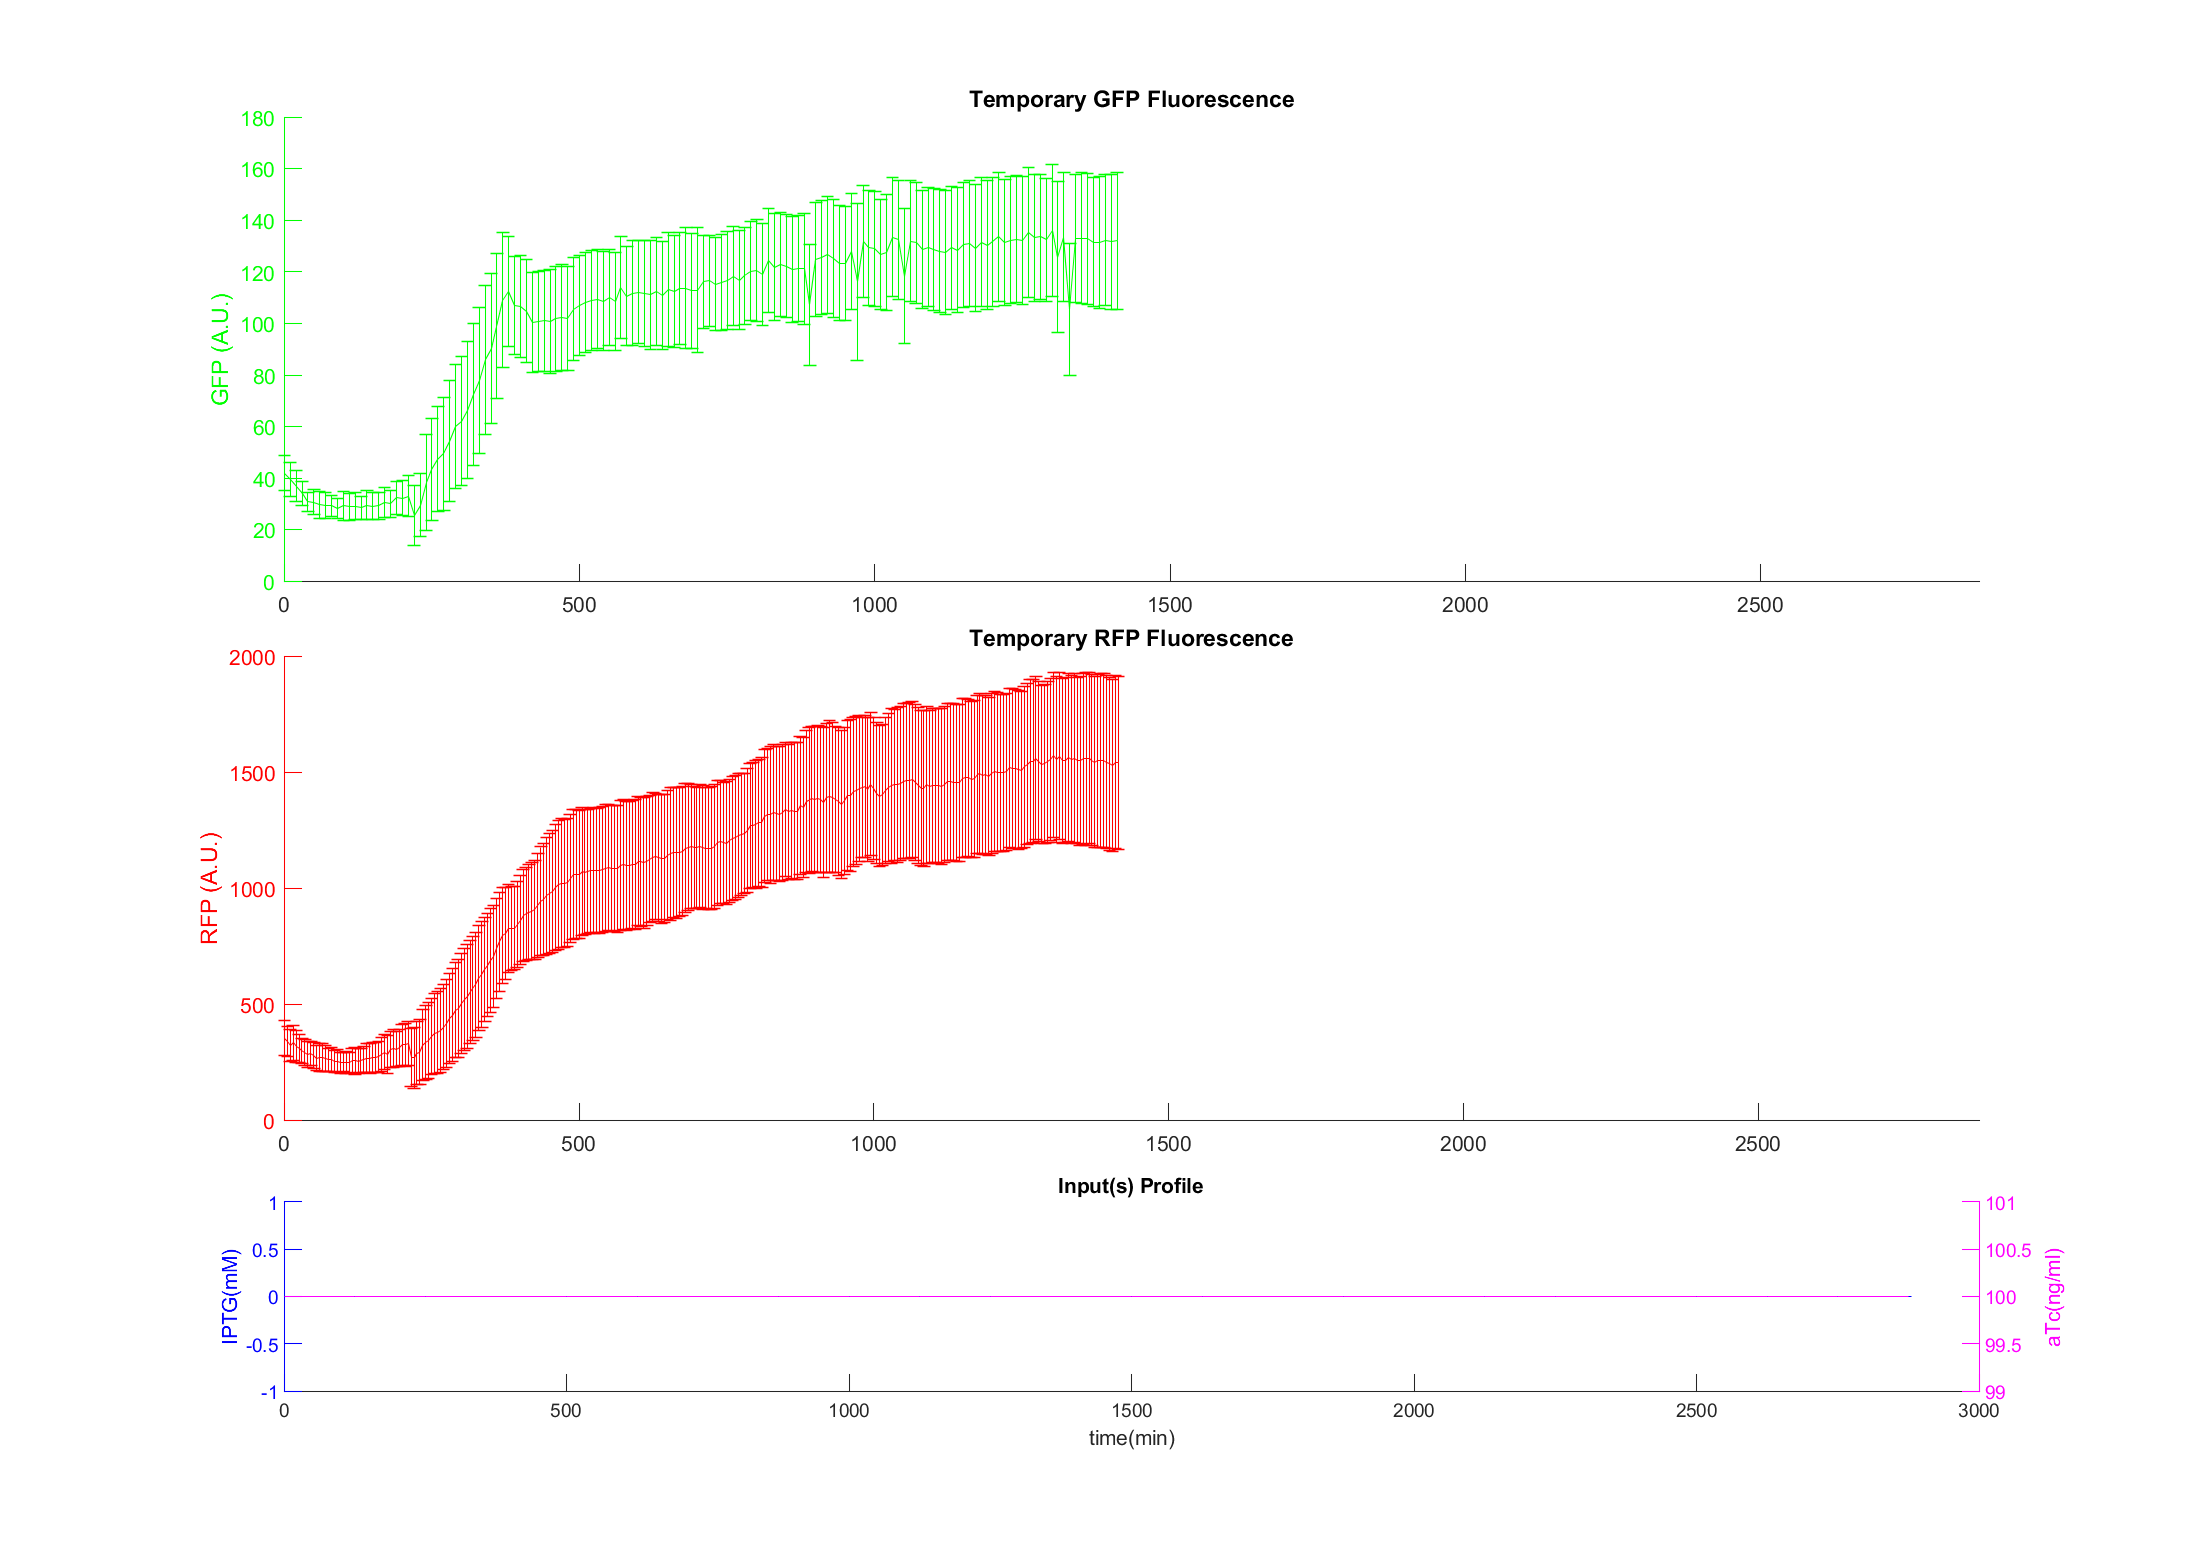 Temporary GFP Fluorescence
180
160
140
120
100
80
60
40
20
0
GFP (A.U.)
0 500 1000 1500 2000 2500
Temporary RFP Fluorescence
2000
1500
1000
500
0
RFP (A.U.)
0 500 1000 1500 2000 2500
Input(s) Profile
1 101
0.5 100.5
0 100
-0.5 99.5
-1 99
IPTG(mM)
aTc(ng/ml)
0 500 1000 1500 2000 2500 3000
time(min)